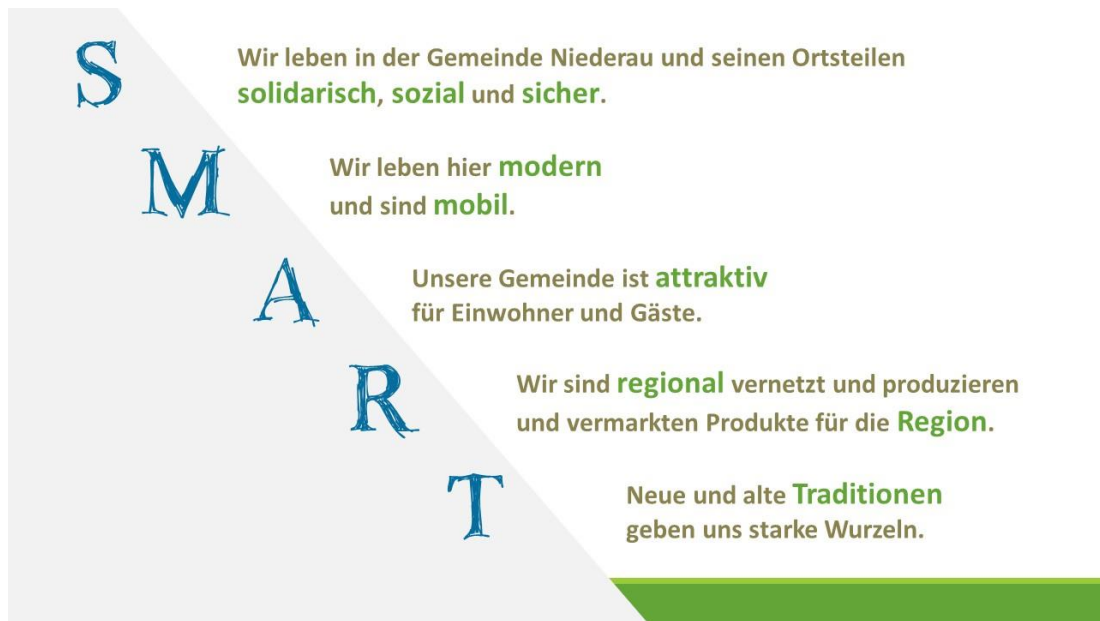 S
Wir leben in der Gemeinde Niederau und seinen Ortsteilen
solidarisch, sozial und sicher.
M
Wir leben hier modern
und sind mobil.
A
Unsere Gemeinde ist attraktiv
für Einwohner und Gäste.
R
Wir sind regional vernetzt und produzieren
und vermarkten Produkte für die Region.
T
Neue und alte Traditionen
geben uns starke Wurzeln.